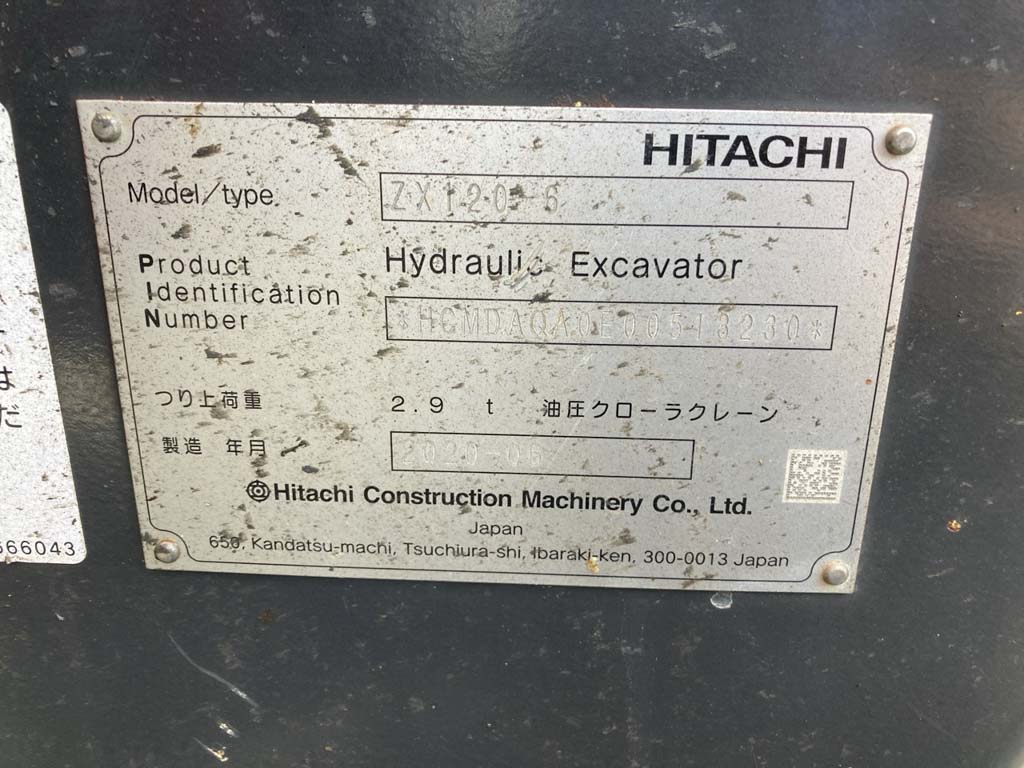 HITACHI
Model/type. ZX120-6
Product Identification Number
Hydraulic Excavator
*HCMDAQA0E00513230*
つり上荷重 2.9 t 油圧クローラクレーン
製造 年月 2020-06
Hitachi Construction Machinery Co., Ltd.
Japan
650, Kandatsu-machi, Tsuchiura-shi, Ibaraki-ken, 300-0013 Japan
は
だ
66043